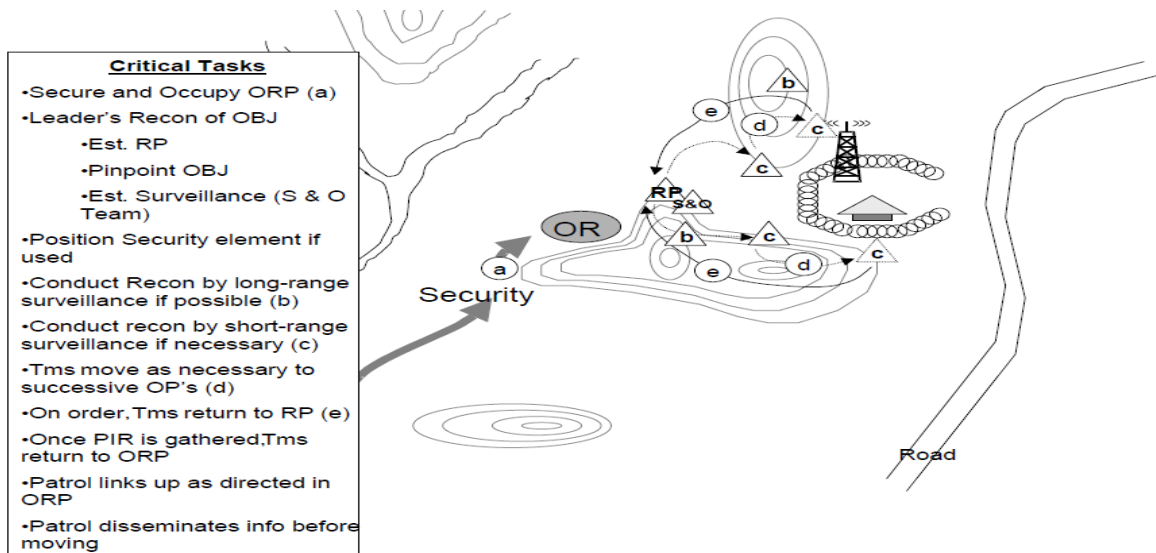 Critical Tasks
•Secure and Occupy ORP (a)
•Leader's Recon of OBJ
•Est. RP
•Pinpoint OBJ
•Est. Surveillance (S & O
Team)
•Position Security element if
used
•Conduct Recon by long-range
surveillance if possible (b)
•Conduct recon by short-range
surveillance if necessary (c)
•Tms move as necessary to
successive OP's (d)
•On order,Tms return to RP (e)
•Once PIR is gathered,Tms
return to ORP
•Patrol links up as directed in
ORP
•Patrol disseminates info before
moving
b
e
d
c
c
RP
S&O
OR
b
c
c
a
d
e
Security
Road